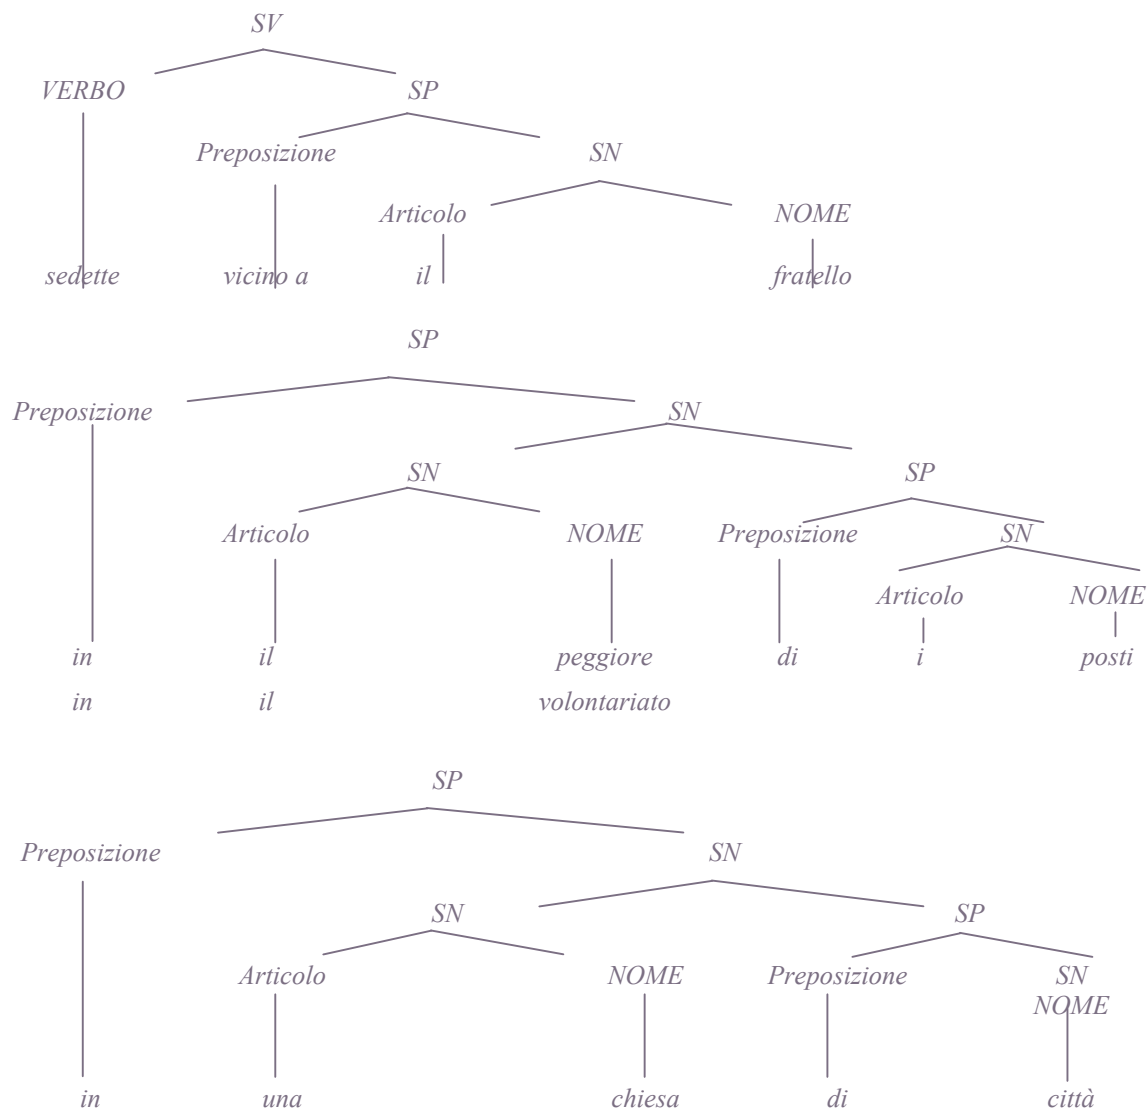 SV
VERBO SP
Preposizione SN
Articolo NOME
sedette vicino a il fratello
SP
Preposizione SN
SN SP
Articolo NOME Preposizione SN
Articolo NOME
in il peggiore di i posti
in il volontariato
SP
Preposizione SN
SN SP
Articolo NOME Preposizione SN
NOME
in una chiesa di città